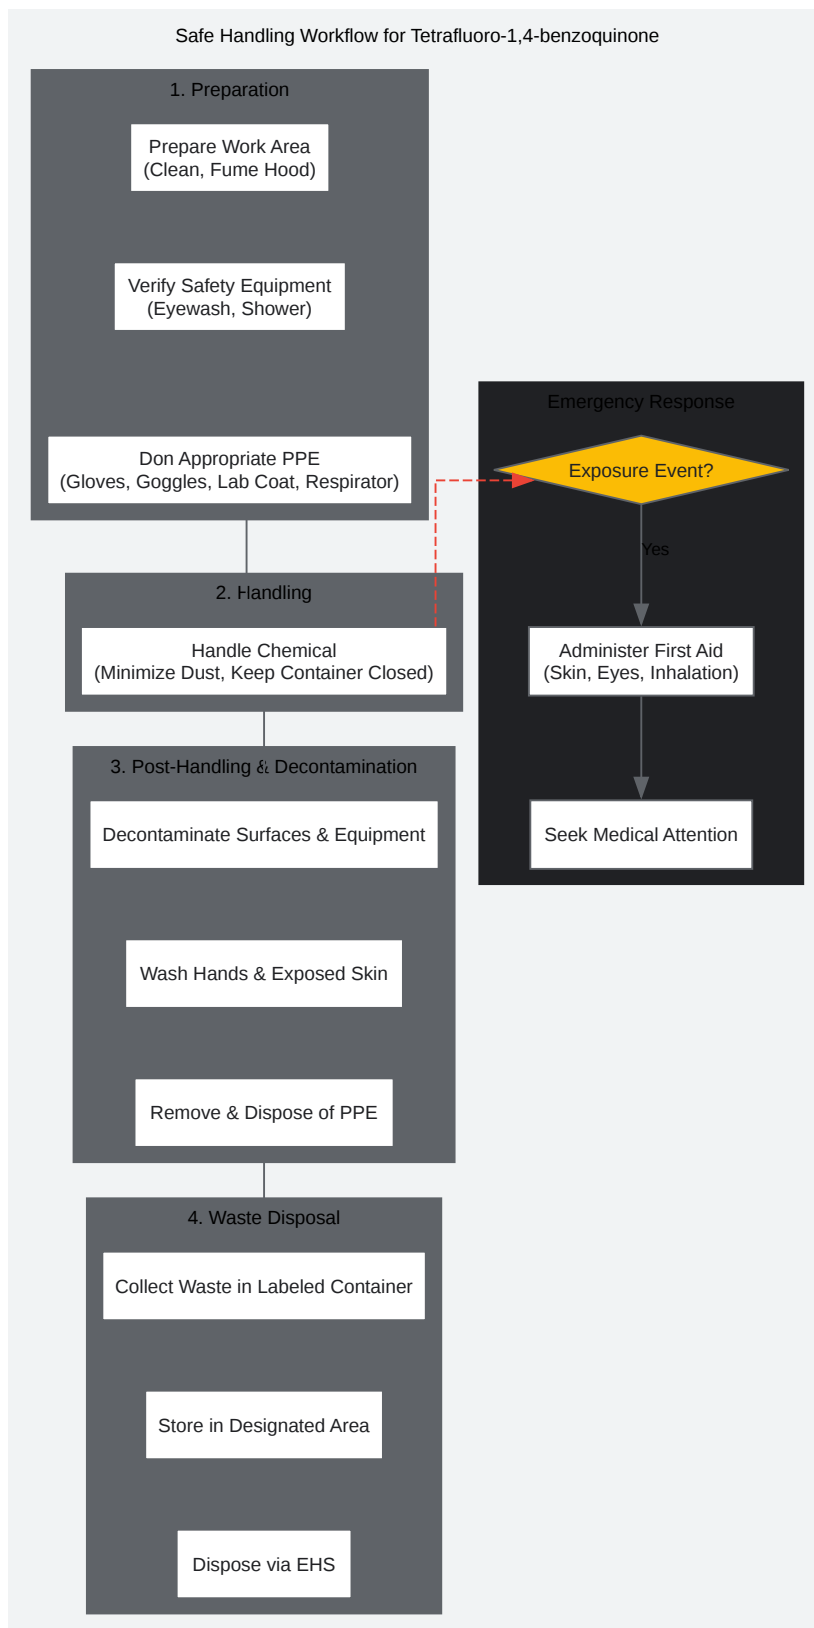 Safe Handling Workflow for Tetrafluoro-1,4-benzoquinone
1. Preparation
Prepare Work Area
(Clean, Fume Hood)
Verify Safety Equipment
(Eyewash, Shower)
Don Appropriate PPE
(Gloves, Goggles, Lab Coat, Respirator)
2. Handling
Handle Chemical
(Minimize Dust, Keep Container Closed)
3. Post-Handling & Decontamination
Decontaminate Surfaces & Equipment
Wash Hands & Exposed Skin
Remove & Dispose of PPE
4. Waste Disposal
Collect Waste in Labeled Container
Store in Designated Area
Dispose via EHS
Emergency Response
Exposure Event?
Yes
Administer First Aid
(Skin, Eyes, Inhalation)
Seek Medical Attention